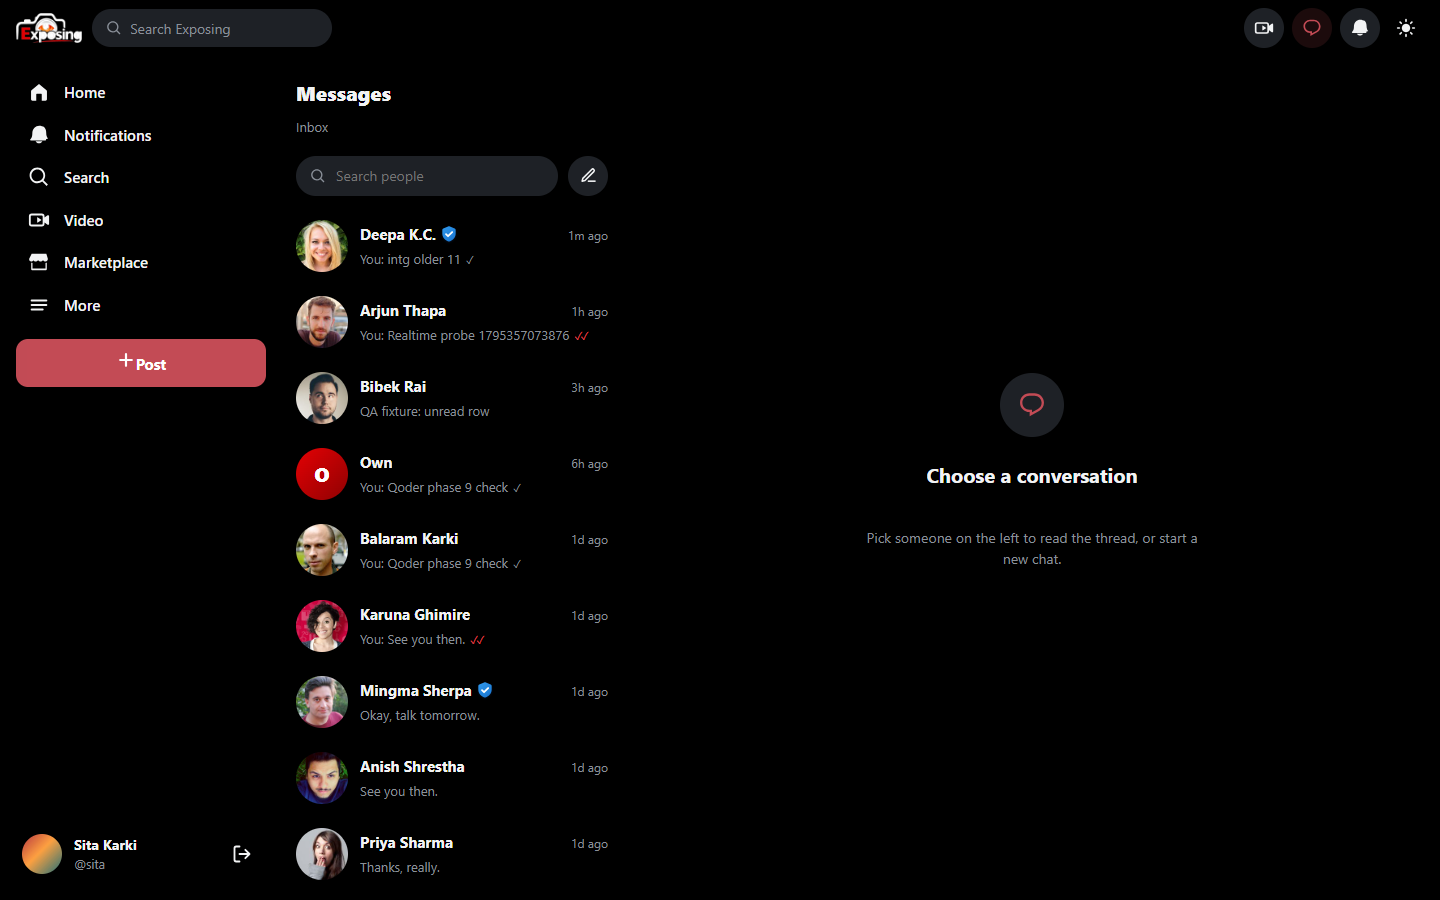 Exposing
Search Exposing
Home
Notifications
Search
Video
Marketplace
More
+ Post
Sita Karki
@sita
Messages
Inbox
Search people
Deepa K.C.
1m ago
You: intg older 11 ✓
Arjun Thapa
1h ago
You: Realtime probe 1795357073876 ✓✓
Bibek Rai
3h ago
QA fixture: unread row
O
Own
6h ago
You: Qoder phase 9 check ✓
Balaram Karki
1d ago
You: Qoder phase 9 check ✓
Karuna Ghimire
1d ago
You: See you then. ✓✓
Mingma Sherpa
1d ago
Okay, talk tomorrow.
Anish Shrestha
1d ago
See you then.
Priya Sharma
1d ago
Thanks, really.
Choose a conversation
Pick someone on the left to read the thread, or start a
new chat.